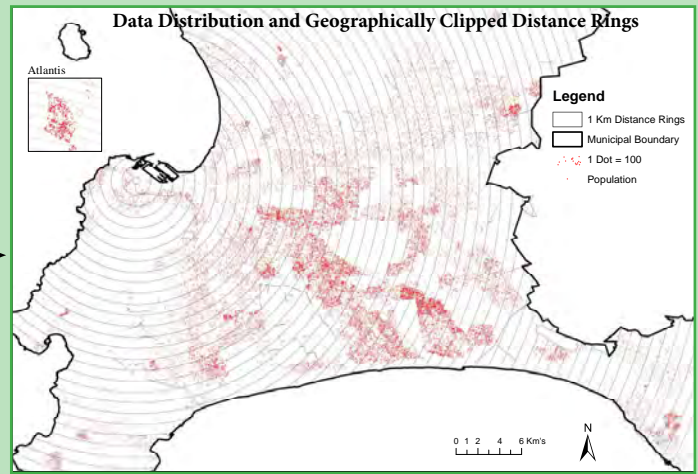 Data Distribution and Geographically Clipped Distance Rings
Atlantis
Legend
1 Km Distance Rings
Municipal Boundary
1 Dot = 100
Population
N
0 1 2 4 6 Km's